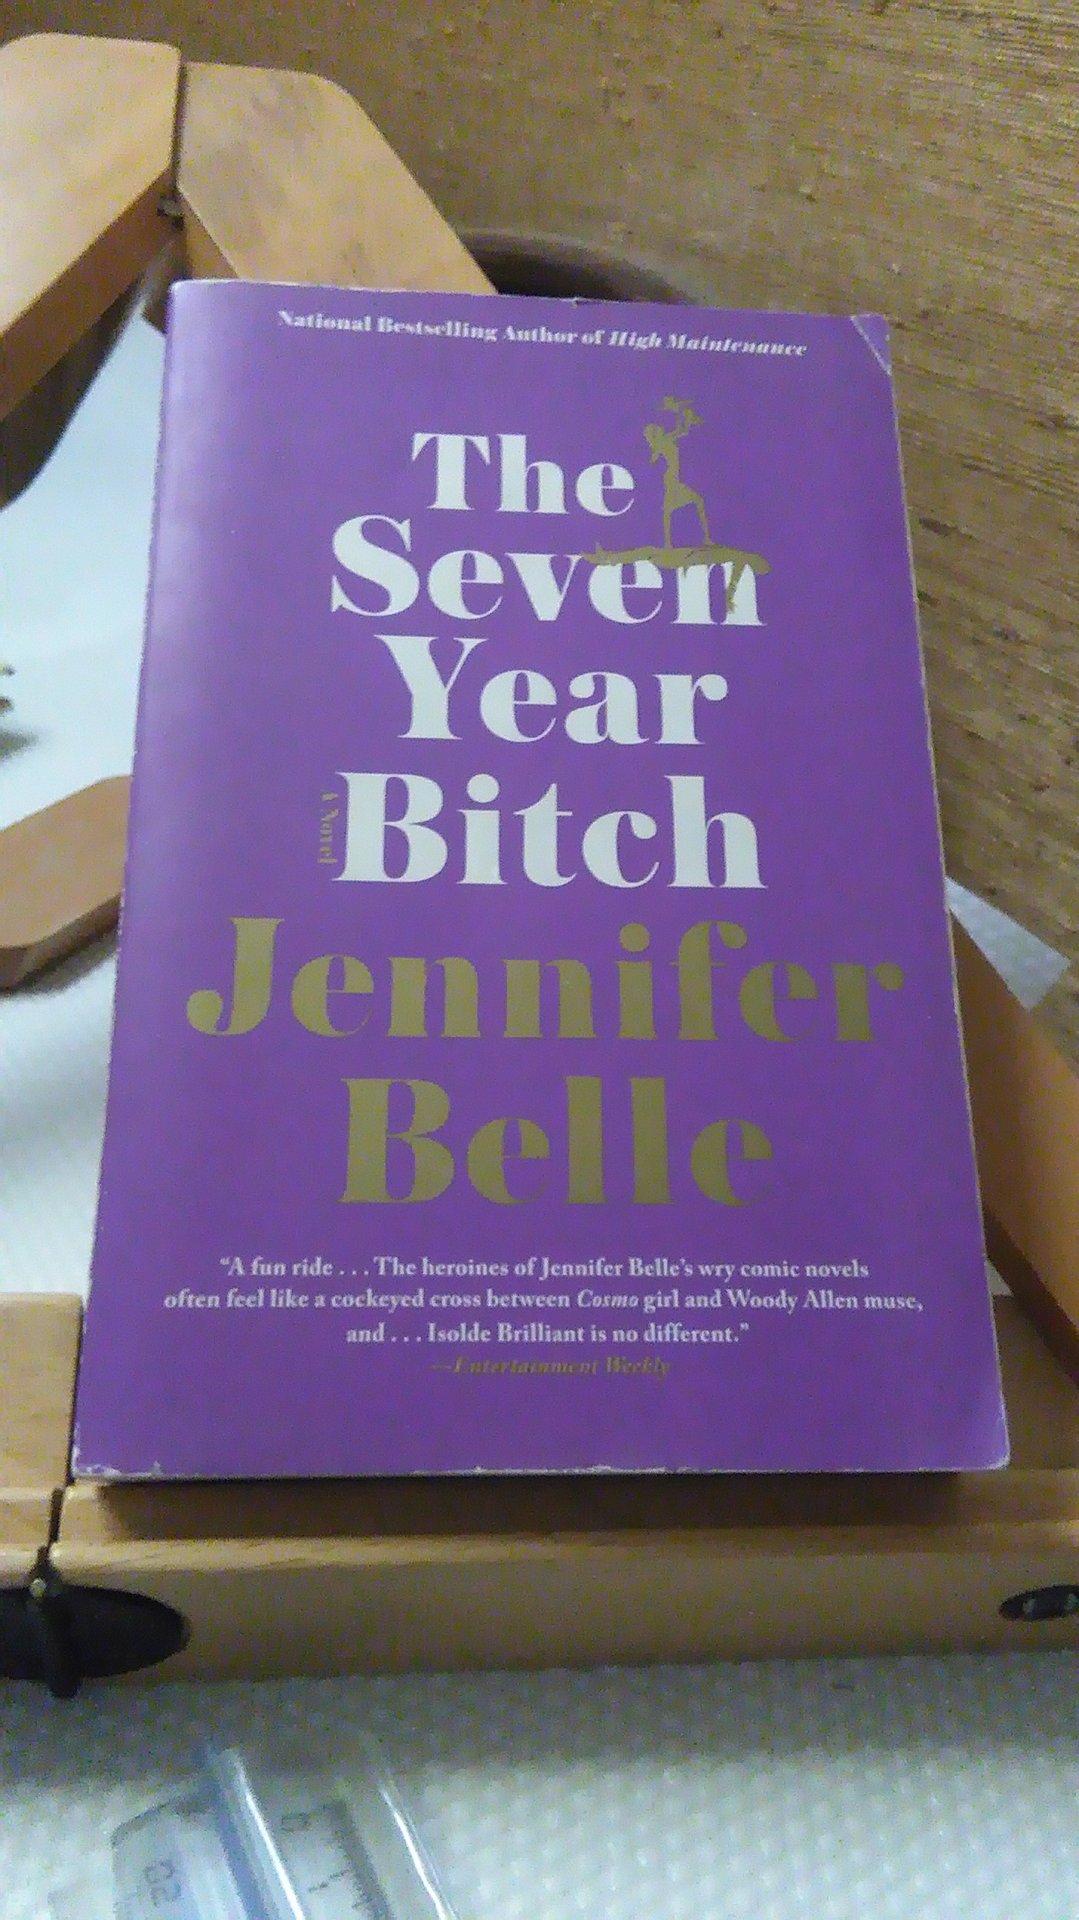 National Bestselling Author of High Maintenance
The
Seven
Year
Bitch
A Novel
Jennifer
Belle
"A fun ride . . . The heroines of Jennifer Belle's wry comic novels
often feel like a cockeyed cross between Cosmo girl and Woody Allen muse,
and . . . Isolde Brilliant is no different."
—Entertainment Weekly